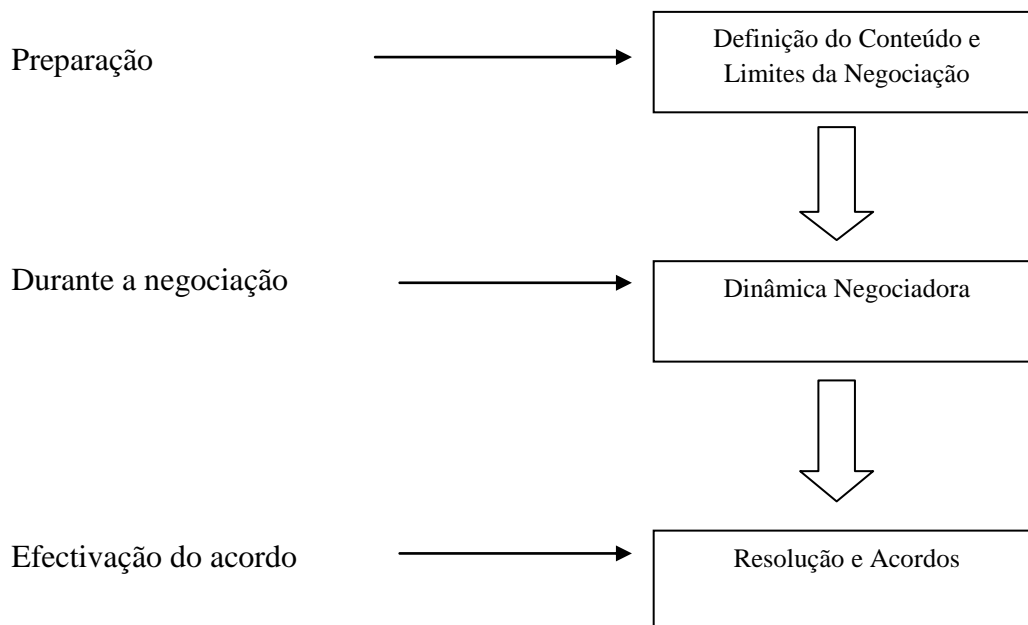 Preparação
Definição do Conteúdo e
Limites da Negociação
Durante a negociação
Dinâmica Negociadora
Efectivação do acordo
Resolução e Acordos